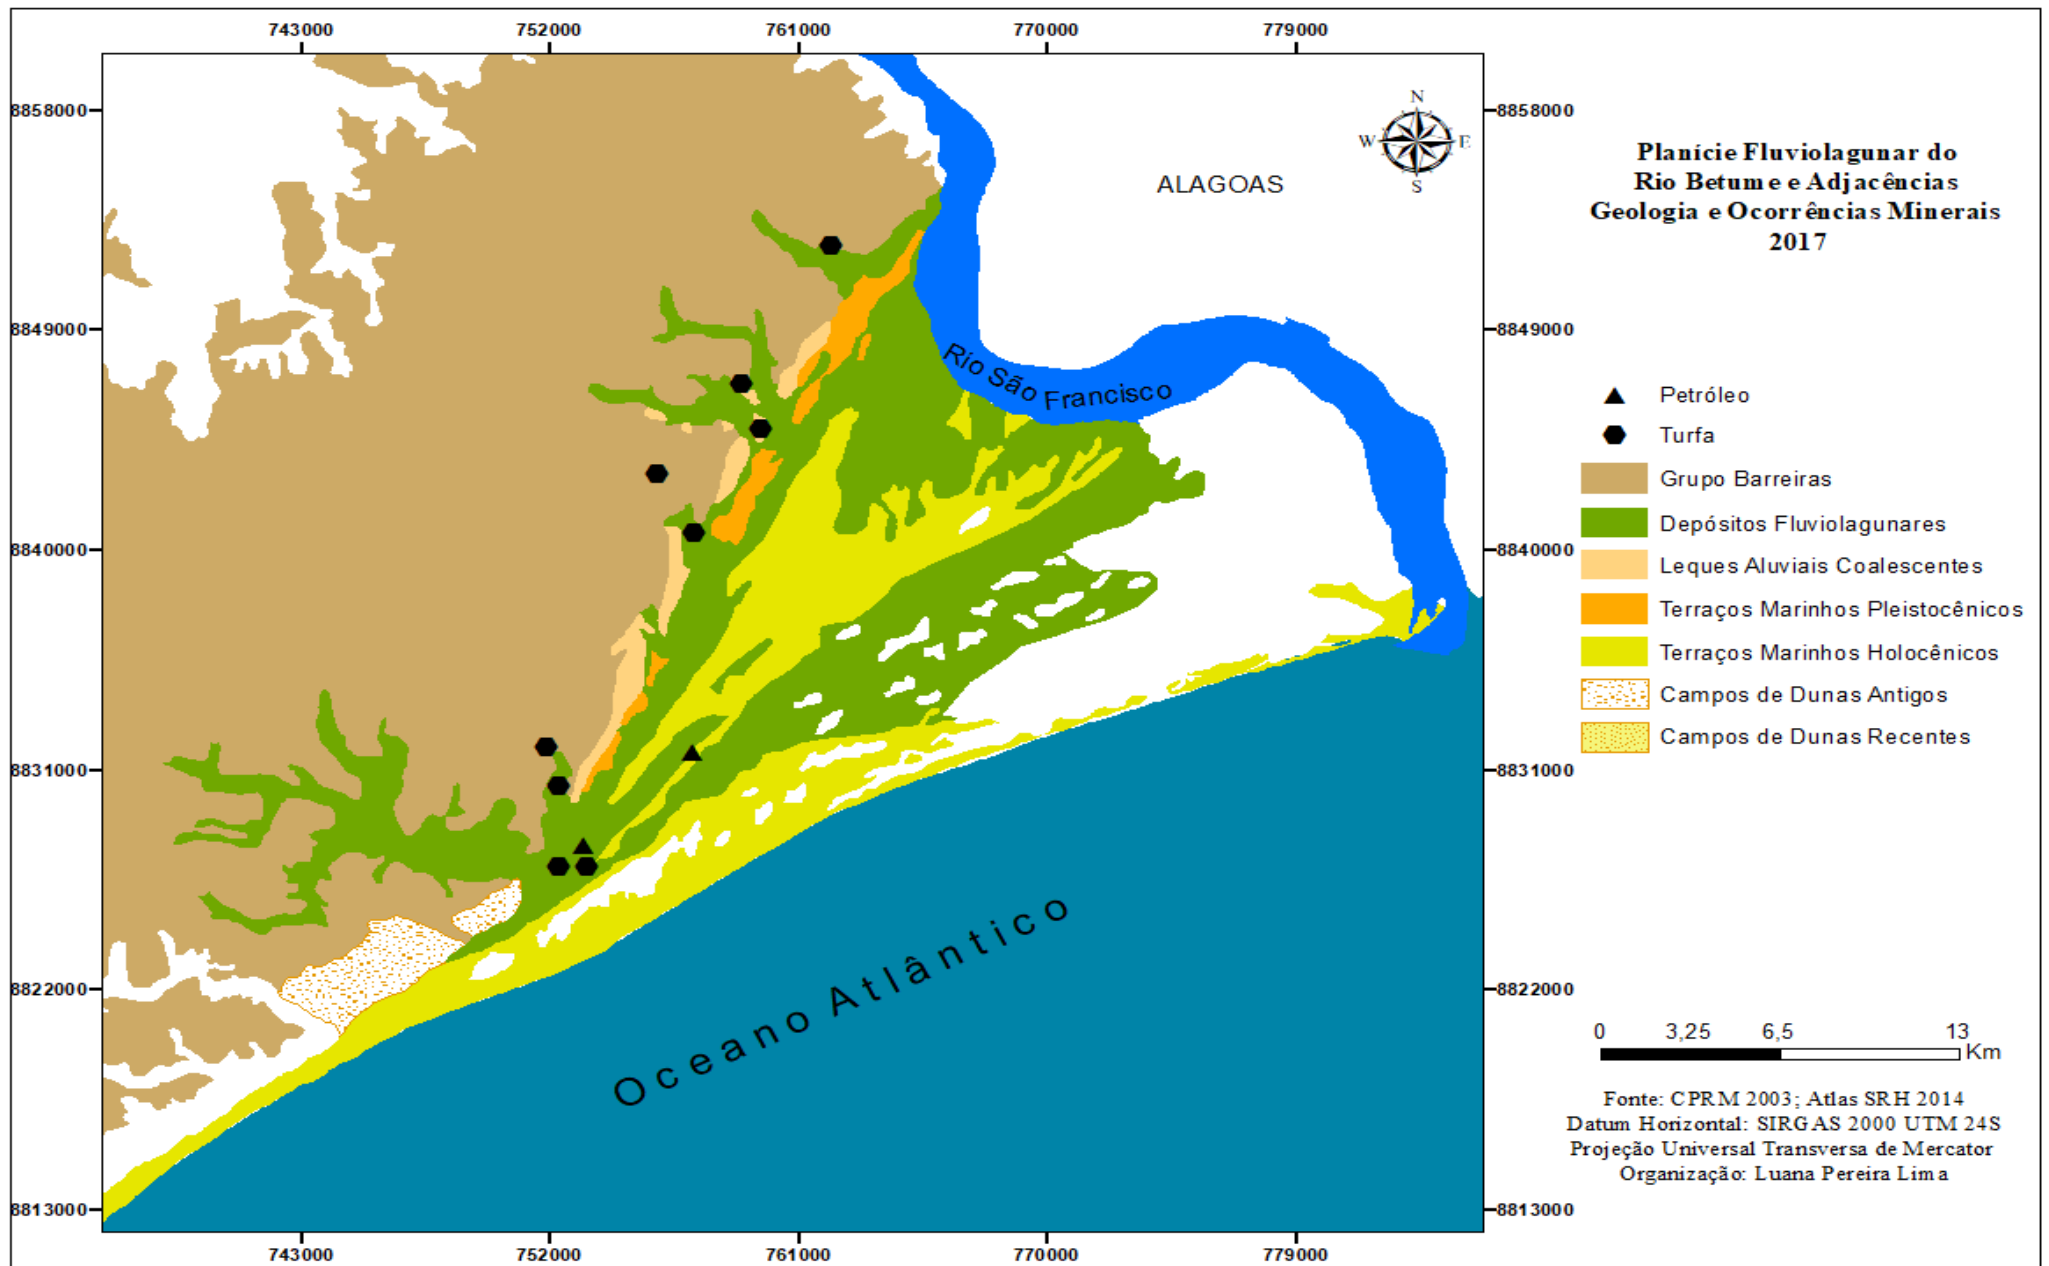 743000
752000
761000
770000
779000
8858000
8849000
8840000
8831000
8822000
8813000
N
W
E
S
ALAGOAS
Rio São Francisco
Oceano Atlântico
8858000
8849000
8840000
8831000
8822000
8813000
743000
752000
761000
770000
779000
Planície Fluviolagunar do
Rio Betume e Adjacências
Geologia e Ocorrências Minerais
2017
Petróleo
Turfa
Grupo Barreiras
Depósitos Fluviolagunares
Leques Aluviais Coalescentes
Terraços Marinhos Pleistocênicos
Terraços Marinhos Holocênicos
Campos de Dunas Antigos
Campos de Dunas Recentes
0 3,25 6,5 13
Km
Fonte: CPRM 2003; Atlas SRH 2014
Datum Horizontal: SIRGAS 2000 UTM 24S
Projeção Universal Transversa de Mercator
Organização: Luana Pereira Lima